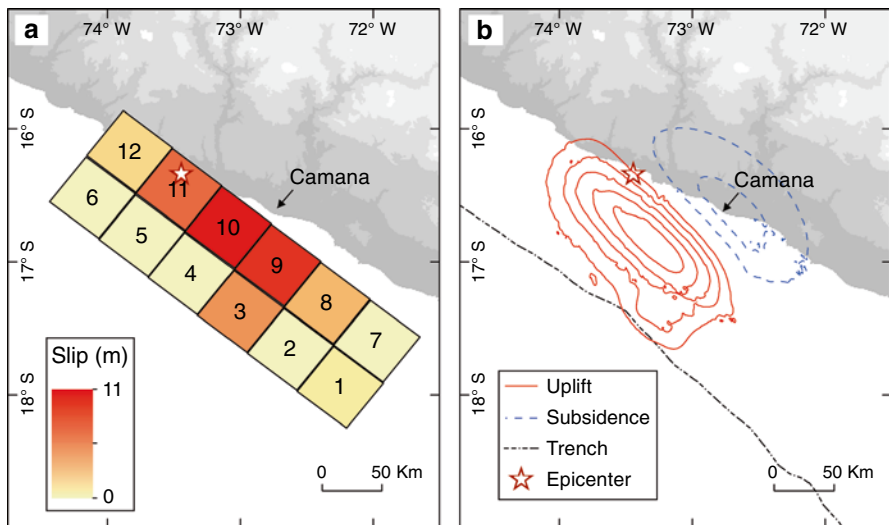 a
74° W
73° W
72° W
16° S
17° S
18° S
Camana
12
11
6
10
5
9
4
8
3
7
2
1
Slip (m)
11
0
0 50 Km
b
74° W
73° W
72° W
16° S
17° S
18° S
Camana
Uplift
Subsidence
Trench
Epicenter
0 50 Km